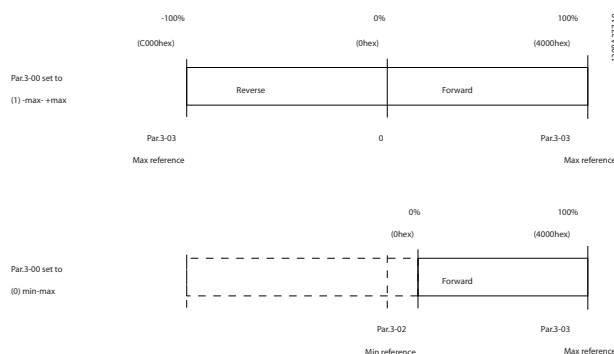 -100% 0% 100%
(C000hex) (0hex) (4000hex)
Par.3-00 set to
(1) -max- +max
Reverse Forward
Par.3-03 0 Par.3-03
Max reference Max reference
0% 100%
(0hex) (4000hex)
Par.3-00 set to
(0) min-max
Forward
Par.3-02 Par.3-03
Min reference Max reference